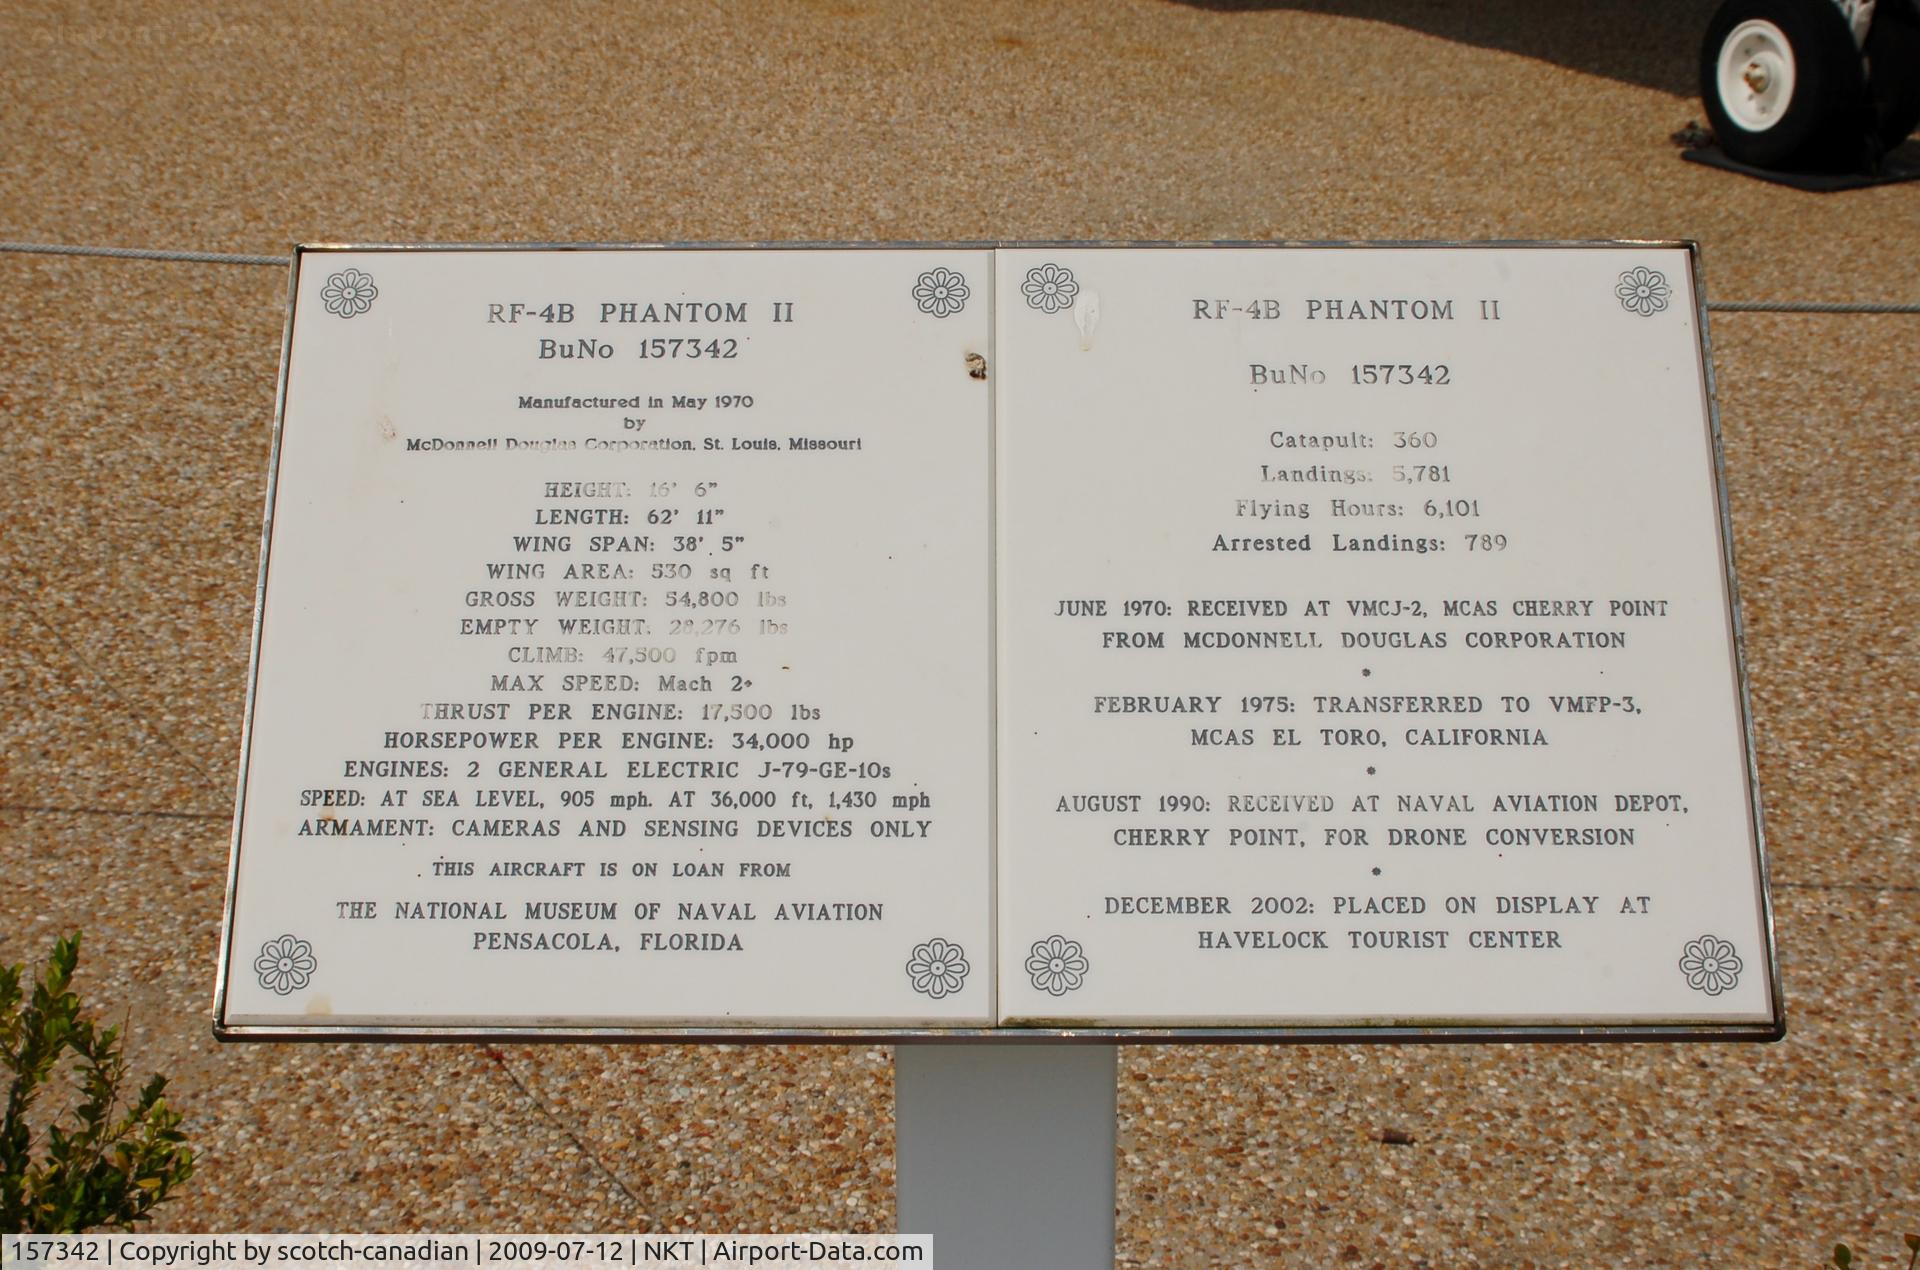 AIRPORT-DATA.COM
RF-4B PHANTOM II
BuNo 157342
Manufactured in May 1970
by
McDonnell Douglas Corporation, St. Louis, Missouri
HEIGHT: 16' 6"
LENGTH: 62' 11"
WING SPAN: 38' 5"
WING AREA: 530 sq ft
GROSS WEIGHT: 54,800 lbs
EMPTY WEIGHT: 28,276 lbs
CLIMB: 47,500 fpm
MAX SPEED: Mach 2+
THRUST PER ENGINE: 17,500 lbs
HORSEPOWER PER ENGINE: 34,000 hp
ENGINES: 2 GENERAL ELECTRIC J-79-GE-10s
SPEED: AT SEA LEVEL, 905 mph. AT 36,000 ft, 1,430 mph
ARMAMENT: CAMERAS AND SENSING DEVICES ONLY
THIS AIRCRAFT IS ON LOAN FROM
THE NATIONAL MUSEUM OF NAVAL AVIATION
PENSACOLA, FLORIDA
RF-4B PHANTOM II
BuNo 157342
Catapult: 360
Landings: 5,781
Flying Hours: 6,101
Arrested Landings: 789
JUNE 1970: RECEIVED AT VMCJ-2, MCAS CHERRY POINT
FROM MCDONNELL DOUGLAS CORPORATION
FEBRUARY 1975: TRANSFERRED TO VMFP-3,
MCAS EL TORO, CALIFORNIA
AUGUST 1990: RECEIVED AT NAVAL AVIATION DEPOT,
CHERRY POINT, FOR DRONE CONVERSION
DECEMBER 2002: PLACED ON DISPLAY AT
HAVELOCK TOURIST CENTER
157342 | Copyright by scotch-canadian | 2009-07-12 | NKT | Airport-Data.com